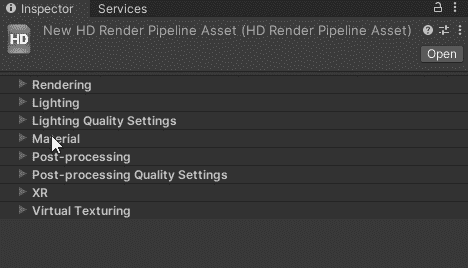 Inspector
Services
New HD Render Pipeline Asset (HD Render Pipeline Asset)
HD
Open
Rendering
Lighting
Lighting Quality Settings
Material
Post-processing
Post-processing Quality Settings
XR
Virtual Texturing